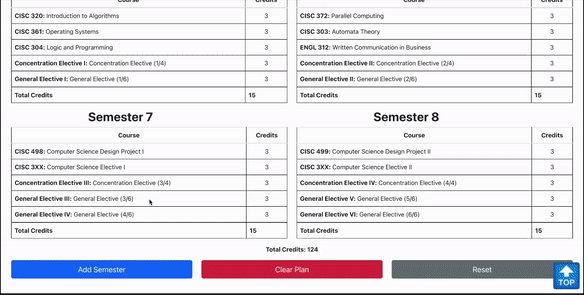 Course Credits Course Credits
CISC 320: Introduction to Algorithms 3
CISC 361: Operating Systems 3
CISC 304: Logic and Programming 3
Concentration Elective I: Concentration Elective (1/4) 3
General Elective I: General Elective (1/6) 3
Total Credits 15
CISC 372: Parallel Computing 3
CISC 303: Automata Theory 3
ENGL 312: Written Communication in Business 3
Concentration Elective II: Concentration Elective (2/4) 3
General Elective II: General Elective (2/6) 3
Total Credits 15
Semester 7
Course Credits
CISC 498: Computer Science Design Project I 3
CISC 3XX: Computer Science Elective I 3
Concentration Elective III: Concentration Elective (3/4) 3
General Elective III: General Elective (3/6) 3
General Elective IV: General Elective (4/6) 3
Total Credits 15
Semester 8
Course Credits
CISC 499: Computer Science Design Project II 3
CISC 3XX: Computer Science Elective II 3
Concentration Elective IV: Concentration Elective (4/4) 3
General Elective V: General Elective (5/6) 3
General Elective VI: General Elective (6/6) 3
Total Credits 15
Total Credits: 124
Add Semester Clear Plan Reset
TOP